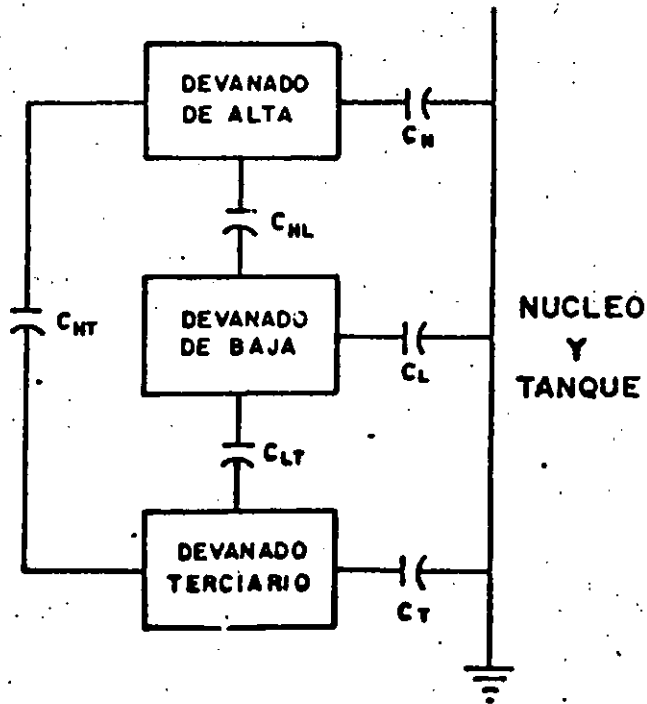 DEVANADO
DE ALTA
C_H
C_HL
C_HT
DEVANADO
DE BAJA
C_L
NUCLEO
Y
TANQUE
C_LT
DEVANADO
TERCIARIO
C_T